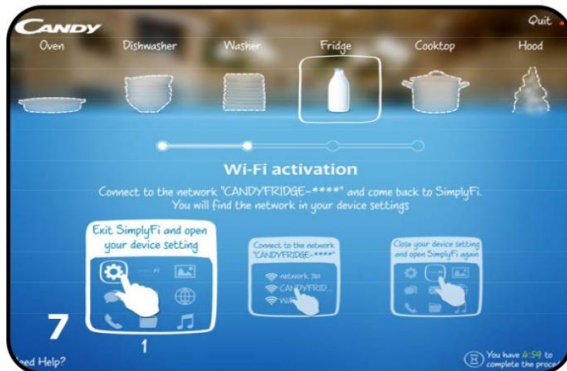 CANDY
Quit
Oven Dishwasher Washer Fridge Cooktop Hood
Wi-Fi activation
Connect to the network "CANDYFRIDGE-****" and come back to SimplyFi.
You will find the network in your device settings
Exit SimplyFi and open
your device setting
Connect to the network
"CANDYFRIDGE-****"
network
CANDYFRID...
Close your device setting
and open SimplyFi again
7
1
eed Help?
You have 4:59 to
complete the proce